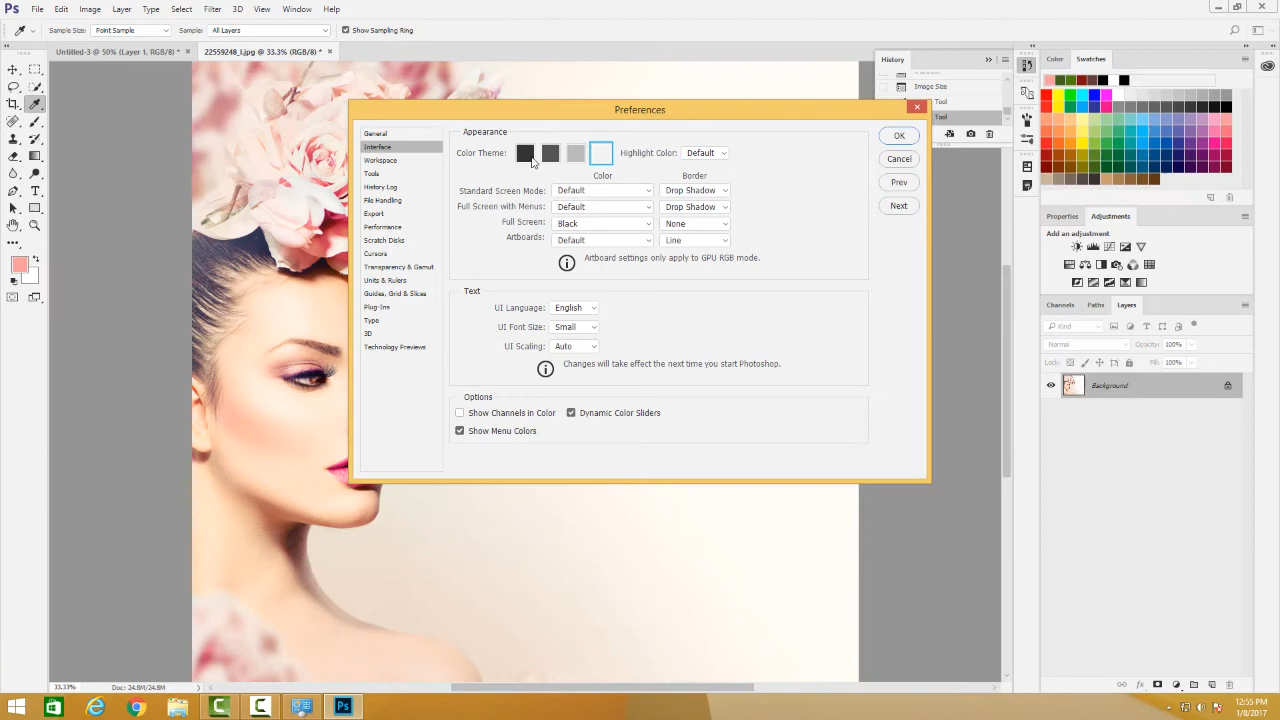 Ps File Edit Image Layer Type Select Filter 3D View Window Help
Sample Size: Point Sample Sample: All Layers Show Sampling Ring
Untitled-3 @ 50% (Layer 1, RGB/8) * × 22559248_l.jpg @ 33.3% (RGB/8) * ×
History
Image Size
Tool
Tool
Color Swatches
Preferences
General
Interface
Workspace
Tools
History Log
File Handling
Export
Performance
Scratch Disks
Cursors
Transparency & Gamut
Units & Rulers
Guides, Grid & Slices
Plug-Ins
Type
3D
Technology Previews
Appearance
Color Theme: Highlight Color: Default
Color Border
Standard Screen Mode: Default Drop Shadow
Full Screen with Menus: Default Drop Shadow
Full Screen: Black None
Artboards: Default Line
Artboard settings only apply to GPU RGB mode.
Text
UI Language: English
UI Font Size: Small
UI Scaling: Auto
Changes will take effect the next time you start Photoshop.
Options
Show Channels in Color Dynamic Color Sliders
Show Menu Colors
OK
Cancel
Prev
Next
Properties Adjustments
Add an adjustment
Channels Paths Layers
Kind
Normal Opacity: 100%
Lock: Fill: 100%
Background
33.33% Doc: 24.8M/24.8M
Ps
12:55 PM
1/8/2017